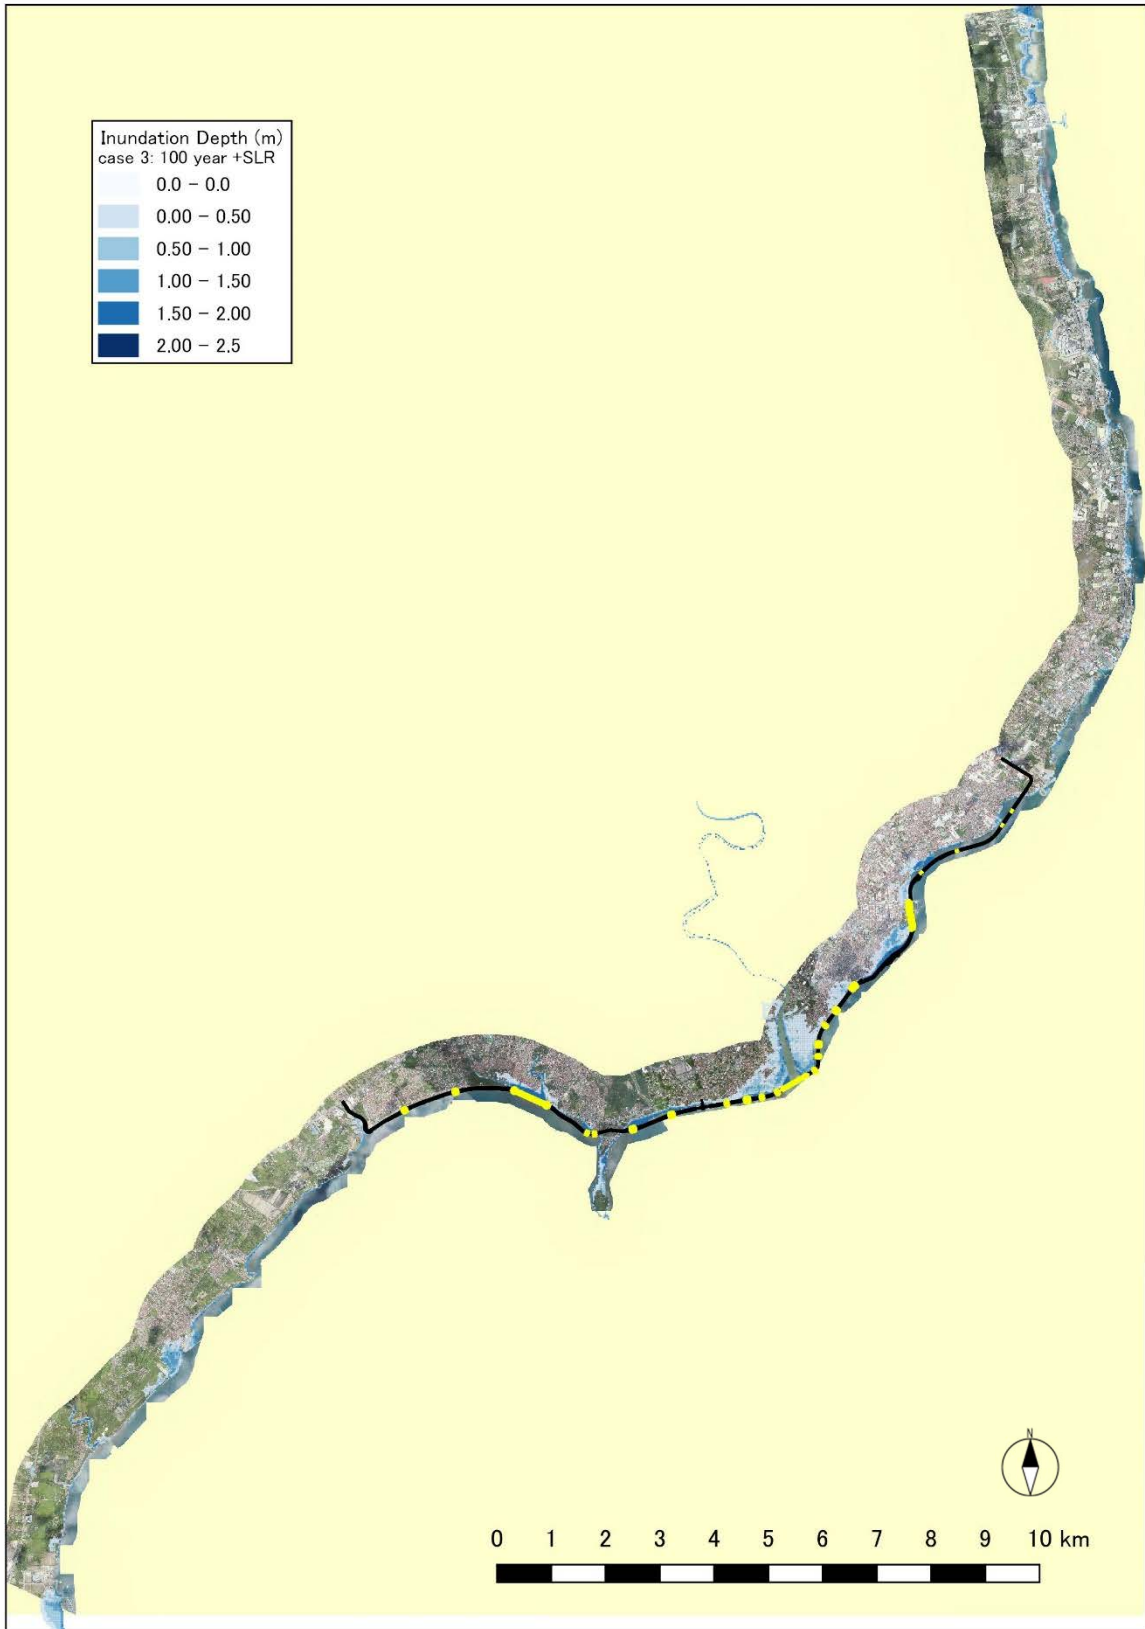 Inundation Depth (m)
case 3: 100 year +SLR
0.0 - 0.0
0.00 - 0.50
0.50 - 1.00
1.00 - 1.50
1.50 - 2.00
2.00 - 2.5
N
0 1 2 3 4 5 6 7 8 9 10 km